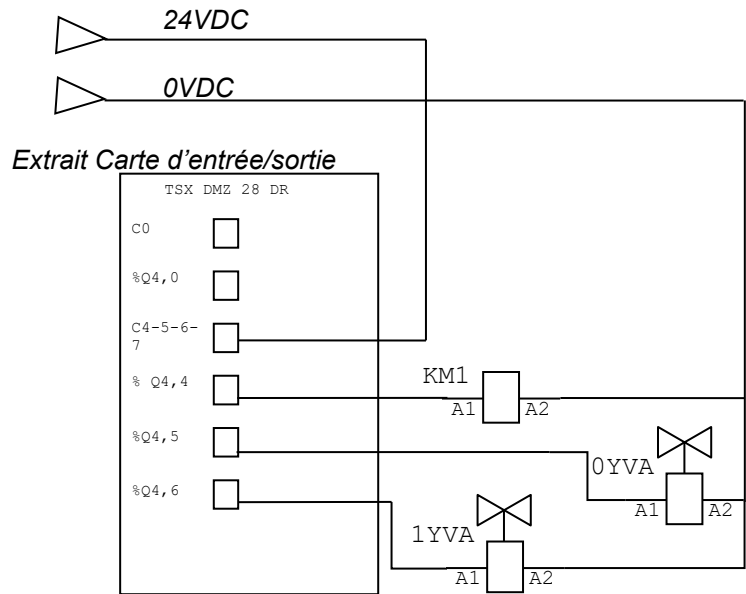 24VDC
0VDC
Extrait Carte d'entrée/sortie
TSX DMZ 28 DR
C0
%Q4,0
C4-5-6-
7
% Q4,4
KM1
A1 A2
%Q4,5
0YVA
A1 A2
%Q4,6
1YVA
A1 A2